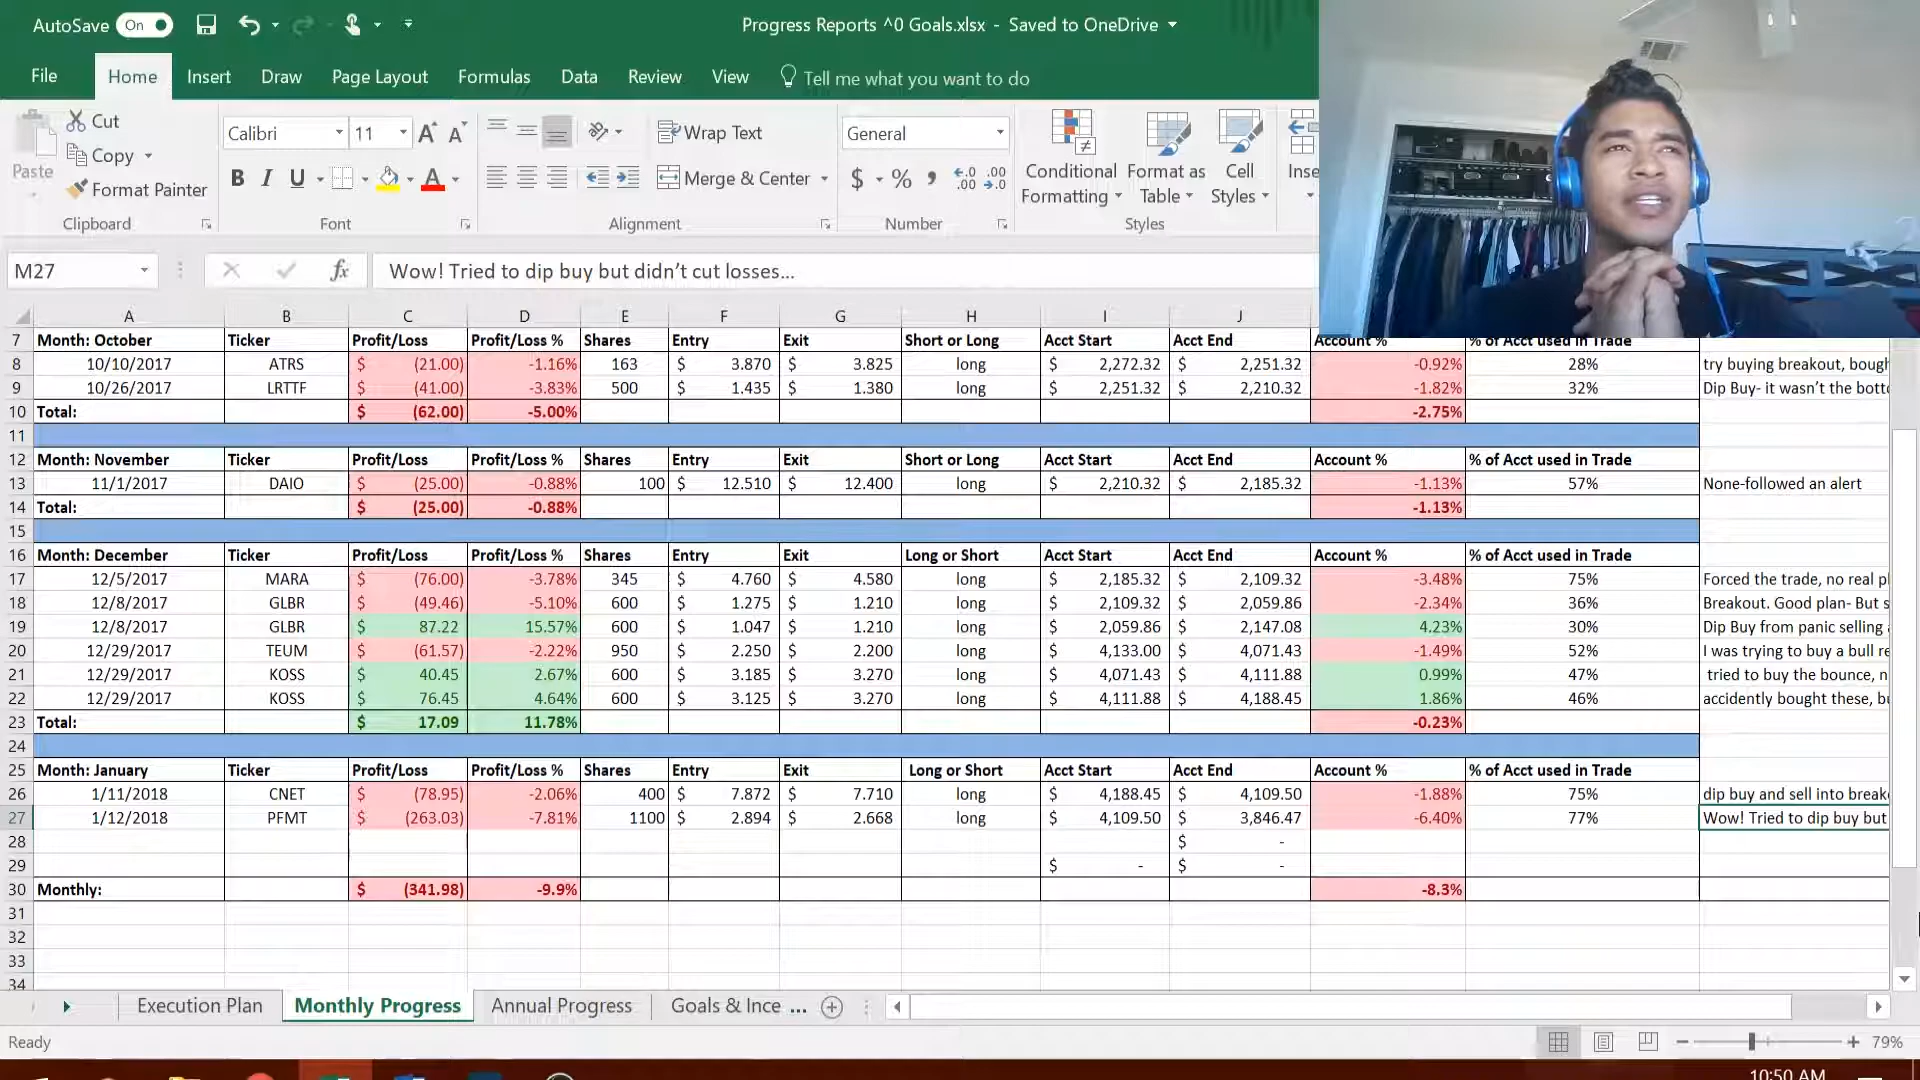 AutoSave On Progress Reports ^0 Goals.xlsx - Saved to OneDrive
File Home Insert Draw Page Layout Formulas Data Review View Tell me what you want to do
Paste Cut Copy Format Painter
Calibri 11 A A
B I U A
Wrap Text
Merge & Center
General
$ % , .0 .00 .00 .0
Conditional Formatting Format as Table Cell Styles Inse
Clipboard Font Alignment Number Styles
M27 fx Wow! Tried to dip buy but didn't cut losses...
A B C D E F G H I J
7 Month: October Ticker Profit/Loss Profit/Loss % Shares Entry Exit Short or Long Acct Start Acct End Account % % of Acct used in Trade
8 10/10/2017 ATRS $ (21.00) -1.16% 163 $ 3.870 $ 3.825 long $ 2,272.32 $ 2,251.32 -0.92% 28% try buying breakout, bough
9 10/26/2017 LRTTF $ (41.00) -3.83% 500 $ 1.435 $ 1.380 long $ 2,251.32 $ 2,210.32 -1.82% 32% Dip Buy- it wasn't the bott
10 Total: $ (62.00) -5.00% -2.75%
11
12 Month: November Ticker Profit/Loss Profit/Loss % Shares Entry Exit Short or Long Acct Start Acct End Account % % of Acct used in Trade
13 11/1/2017 DAIO $ (25.00) -0.88% 100 $ 12.510 $ 12.400 long $ 2,210.32 $ 2,185.32 -1.13% 57% None-followed an alert
14 Total: $ (25.00) -0.88% -1.13%
15
16 Month: December Ticker Profit/Loss Profit/Loss % Shares Entry Exit Long or Short Acct Start Acct End Account % % of Acct used in Trade
17 12/5/2017 MARA $ (76.00) -3.78% 345 $ 4.760 $ 4.580 long $ 2,185.32 $ 2,109.32 -3.48% 75% Forced the trade, no real pl
18 12/8/2017 GLBR $ (49.46) -5.10% 600 $ 1.275 $ 1.210 long $ 2,109.32 $ 2,059.86 -2.34% 36% Breakout. Good plan- But s
19 12/8/2017 GLBR $ 87.22 15.57% 600 $ 1.047 $ 1.210 long $ 2,059.86 $ 2,147.08 4.23% 30% Dip Buy from panic selling
20 12/29/2017 TEUM $ (61.57) -2.22% 950 $ 2.250 $ 2.200 long $ 4,133.00 $ 4,071.43 -1.49% 52% I was trying to buy a bull re
21 12/29/2017 KOSS $ 40.45 2.67% 600 $ 3.185 $ 3.270 long $ 4,071.43 $ 4,111.88 0.99% 47% tried to buy the bounce, n
22 12/29/2017 KOSS $ 76.45 4.64% 600 $ 3.125 $ 3.270 long $ 4,111.88 $ 4,188.45 1.86% 46% accidently bought these, bu
23 Total: $ 17.09 11.78% -0.23%
24
25 Month: January Ticker Profit/Loss Profit/Loss % Shares Entry Exit Long or Short Acct Start Acct End Account % % of Acct used in Trade
26 1/11/2018 CNET $ (78.95) -2.06% 400 $ 7.872 $ 7.710 long $ 4,188.45 $ 4,109.50 -1.88% 75% dip buy and sell into break
27 1/12/2018 PFMT $ (263.03) -7.81% 1100 $ 2.894 $ 2.668 long $ 4,109.50 $ 3,846.47 -6.40% 77% Wow! Tried to dip buy but
28 $ -
29 $ - $ -
30 Monthly: $ (341.98) -9.9% -8.3%
31
32
33
34
Execution Plan Monthly Progress Annual Progress Goals & Ince ...
Ready 79%
10:50 AM